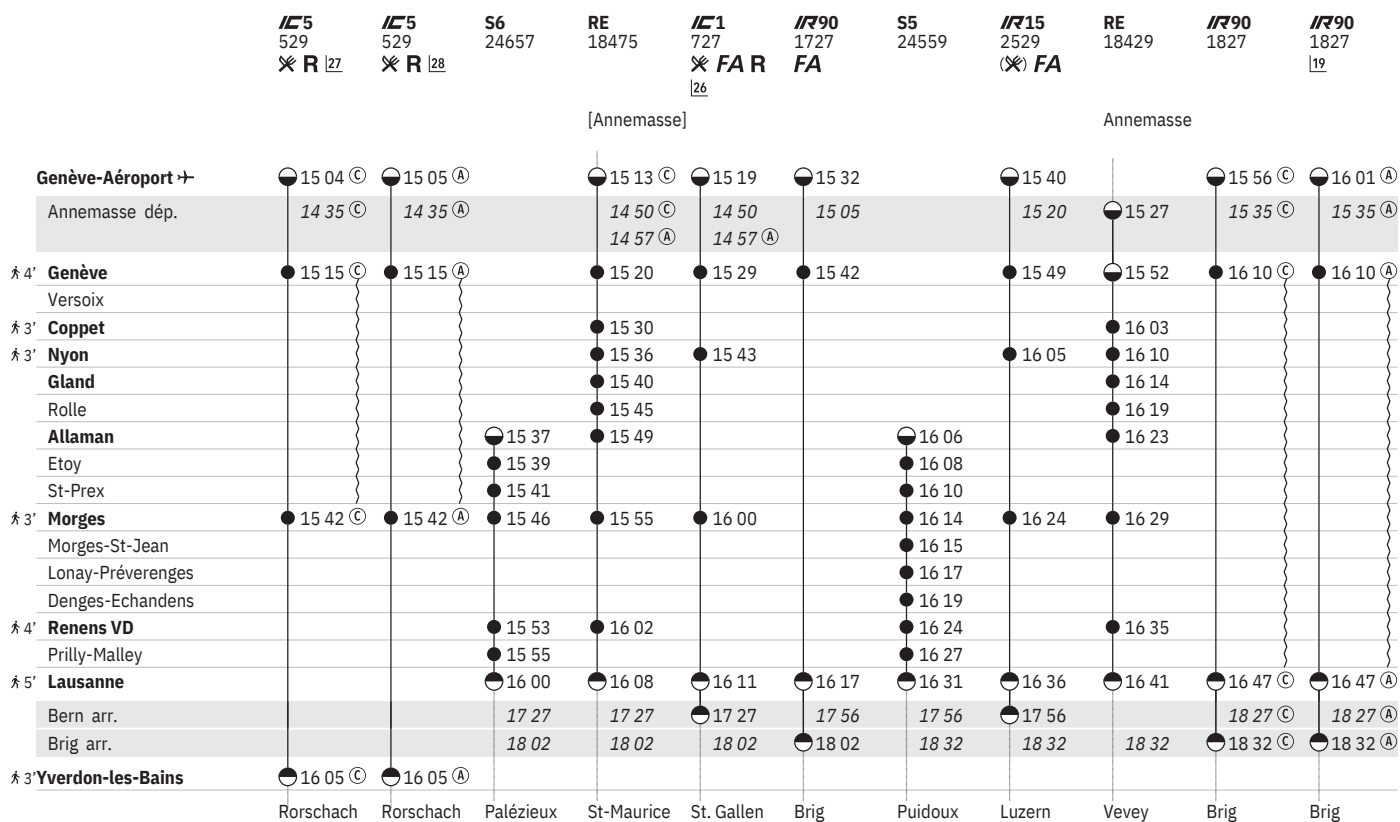 IC5 IC5 S6 RE IC1 IR90 S5 IR15 RE IR90 IR90
529 529 24657 18475 727 1727 24559 2529 18429 1827 1827
R 27 R 28 FA R FA FA 19
26
[Annemasse] Annemasse
Genève-Aéroport 15 04 Ⓒ 15 05 Ⓐ 15 13 Ⓒ 15 19 15 32 15 40 15 56 Ⓒ 16 01 Ⓐ
Annemasse dép. 14 35 Ⓒ 14 35 Ⓐ 14 50 Ⓒ 14 50 15 05 15 20 15 27 15 35 Ⓒ 15 35 Ⓐ
14 57 Ⓐ 14 57 Ⓐ
4’ Genève 15 15 Ⓒ 15 15 Ⓐ 15 20 15 29 15 42 15 49 15 52 16 10 Ⓒ 16 10 Ⓐ
Versoix
3’ Coppet 15 30 16 03
3’ Nyon 15 36 15 43 16 05 16 10
Gland 15 40 16 14
Rolle 15 45 16 19
Allaman 15 37 15 49 16 06 16 23
Etoy 15 39 16 08
St-Prex 15 41 16 10
3’ Morges 15 42 Ⓒ 15 42 Ⓐ 15 46 15 55 16 00 16 14 16 24 16 29
Morges-St-Jean 16 15
Lonay-Préverenges 16 17
Denges-Echandens 16 19
4’ Renens VD 15 53 16 02 16 24 16 35
Prilly-Malley 15 55 16 27
5’ Lausanne 16 00 16 08 16 11 16 17 16 31 16 36 16 41 16 47 Ⓒ 16 47 Ⓐ
Bern arr. 17 27 17 27 17 27 17 56 17 56 17 56 18 27 Ⓒ 18 27 Ⓐ
Brig arr. 18 02 18 02 18 02 18 02 18 32 18 32 18 32 18 32 Ⓒ 18 32 Ⓐ
3’ Yverdon-les-Bains 16 05 Ⓒ 16 05 Ⓐ
Rorschach Rorschach Palézieux St-Maurice St. Gallen Brig Puidoux Luzern Vevey Brig Brig